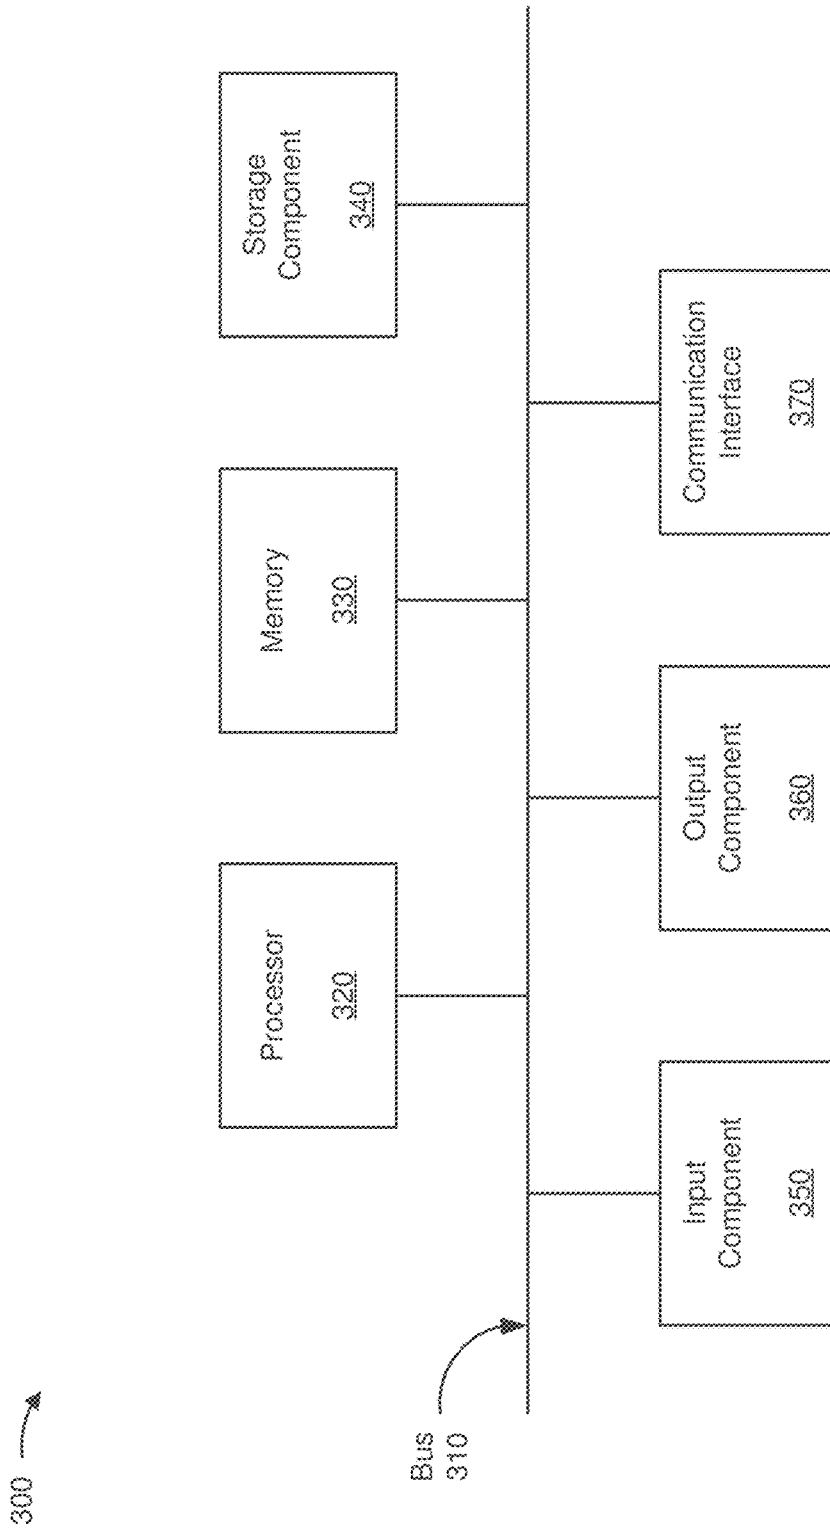 300
Processor
320
Memory
330
Storage
Component
340
Bus
310
Input
Component
350
Output
Component
360
Communication
Interface
370